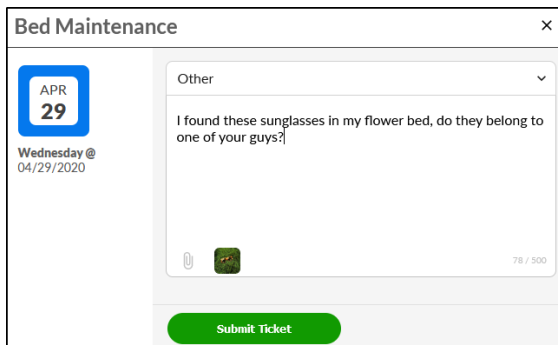 Bed Maintenance
×
APR
29
Wednesday @
04/29/2020
Other
I found these sunglasses in my flower bed, do they belong to
one of your guys?
78 / 500
Submit Ticket